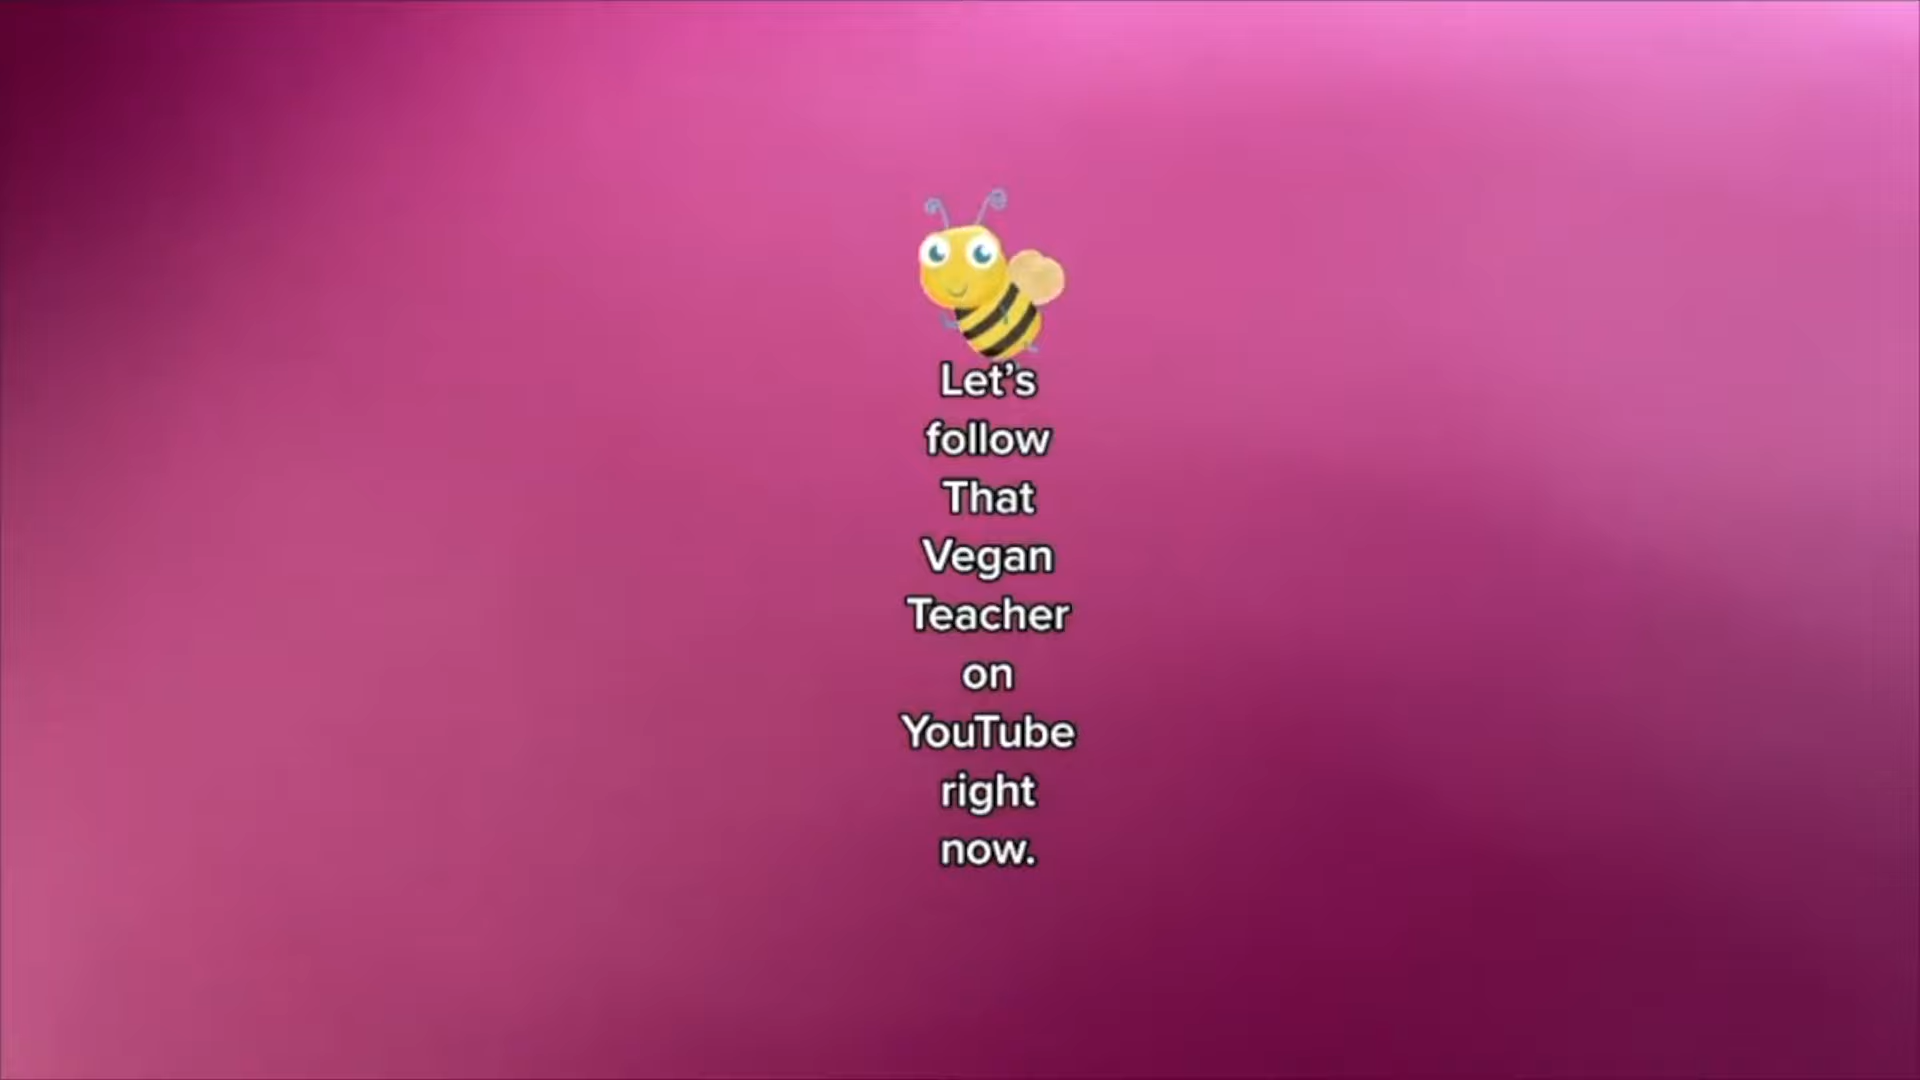 Let's
follow
That
Vegan
Teacher
on
YouTube
right
now.